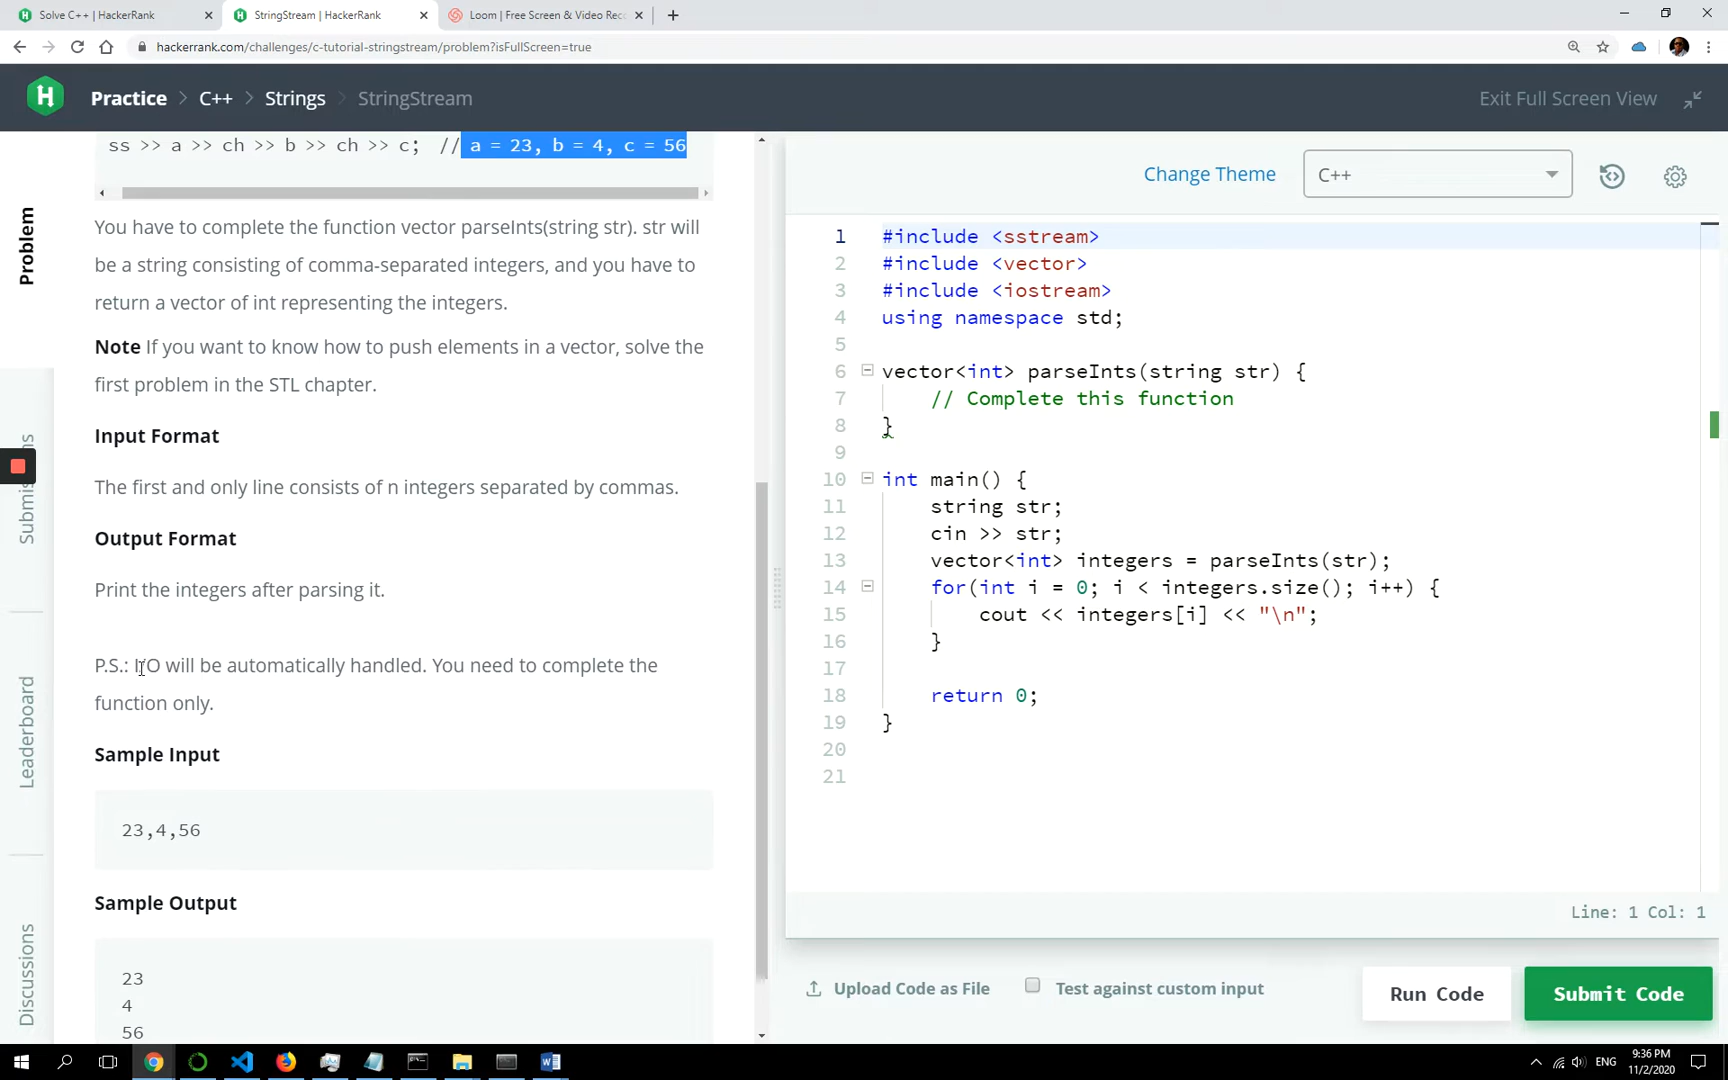 Solve C++ | HackerRank
StringStream | HackerRank
Loom | Free Screen & Video Rec
hackerrank.com/challenges/c-tutorial-stringstream/problem?isFullScreen=true
H
Practice > C++ > Strings > StringStream
Exit Full Screen View
Problem
Submis ns
Leaderboard
Discussions
ss >> a >> ch >> b >> ch >> c;  // a = 23, b = 4, c = 56
You have to complete the function vector parseInts(string str). str will
be a string consisting of comma-separated integers, and you have to
return a vector of int representing the integers.
Note If you want to know how to push elements in a vector, solve the
first problem in the STL chapter.
Input Format
The first and only line consists of n integers separated by commas.
Output Format
Print the integers after parsing it.
P.S.: I/O will be automatically handled. You need to complete the
function only.
Sample Input
23,4,56
Sample Output
23
4
56
Change Theme
C++
1 #include <sstream>
2 #include <vector>
3 #include <iostream>
4 using namespace std;
5
6 vector<int> parseInts(string str) {
7     // Complete this function
8 }
9
10 int main() {
11     string str;
12     cin >> str;
13     vector<int> integers = parseInts(str);
14     for(int i = 0; i < integers.size(); i++) {
15         cout << integers[i] << "\n";
16     }
17
18     return 0;
19 }
20
21
Line: 1 Col: 1
Upload Code as File
Test against custom input
Run Code
Submit Code
ENG
9:36 PM
11/2/2020